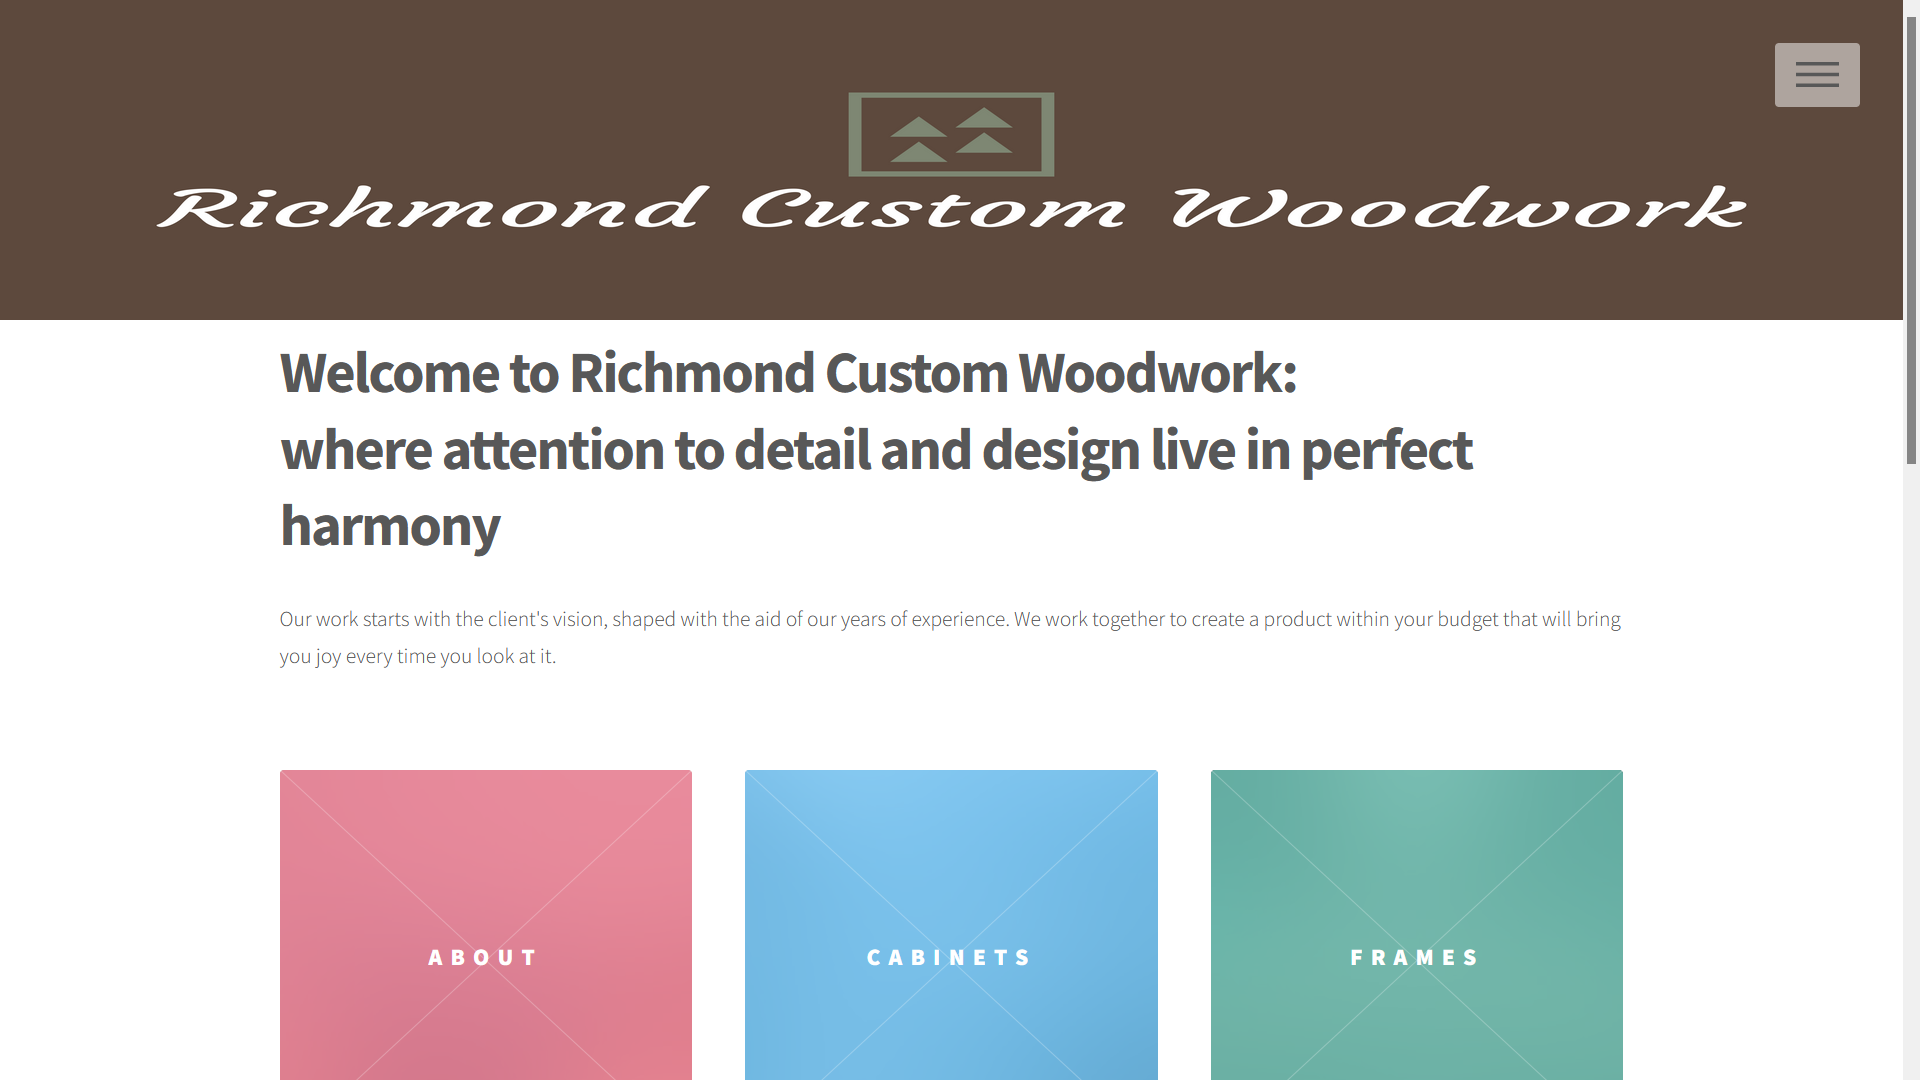 Richmond Custom Woodwork
Welcome to Richmond Custom Woodwork:
where attention to detail and design live in perfect
harmony
Our work starts with the client's vision, shaped with the aid of our years of experience. We work together to create a product within your budget that will bring
you joy every time you look at it.
ABOUT
CABINETS
FRAMES